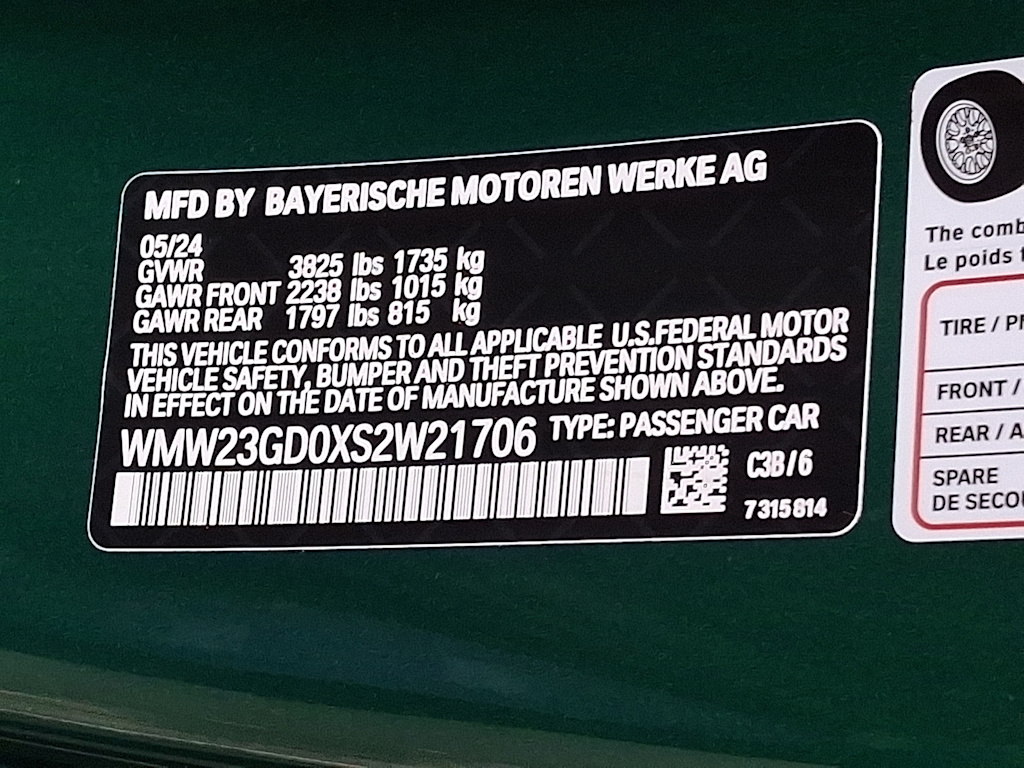 MFD BY BAYERISCHE MOTOREN WERKE AG
05/24
GVWR 3825 lbs 1735 kg
GAWR FRONT 2238 lbs 1015 kg
GAWR REAR 1797 lbs 815 kg
THIS VEHICLE CONFORMS TO ALL APPLICABLE U.S.FEDERAL MOTOR
VEHICLE SAFETY, BUMPER AND THEFT PREVENTION STANDARDS
IN EFFECT ON THE DATE OF MANUFACTURE SHOWN ABOVE.
WMW23GD0XS2W21706 TYPE: PASSENGER CAR
C3B/6
7315814
The comb
Le poids
TIRE /
FRONT /
REAR / A
SPARE
DE SECOU